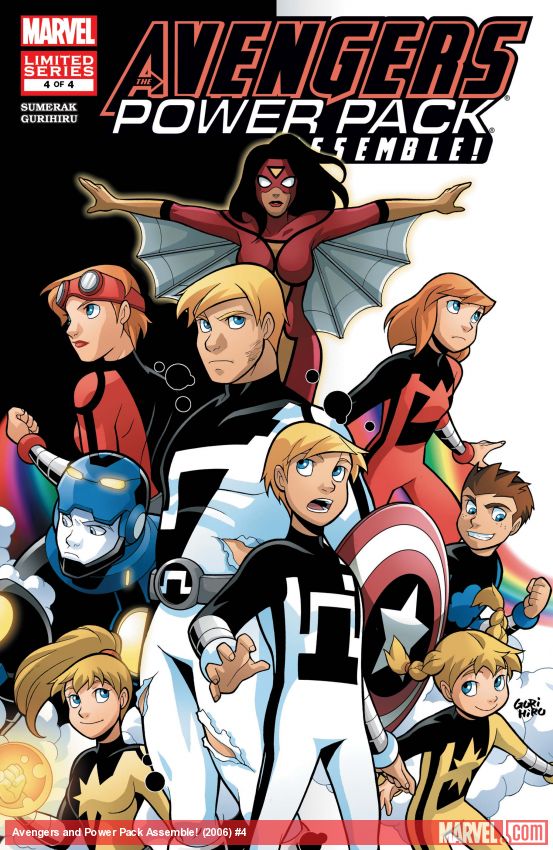 MARVEL
LIMITED
SERIES
4 OF 4
SUMERAK
GURIHIRU
THE AVENGERS
POWER PACK
ASSEMBLE!
GURI
HIRU
Avengers and Power Pack Assemble! (2006) #4
MARVEL.com